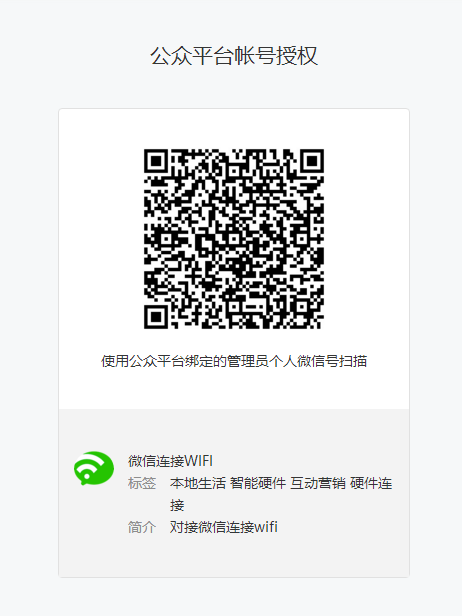 公众平台帐号授权
使用公众平台绑定的管理员个人微信号扫描
微信连接WIFI
标签 本地生活 智能硬件 互动营销 硬件连
接
简介 对接微信连接wifi